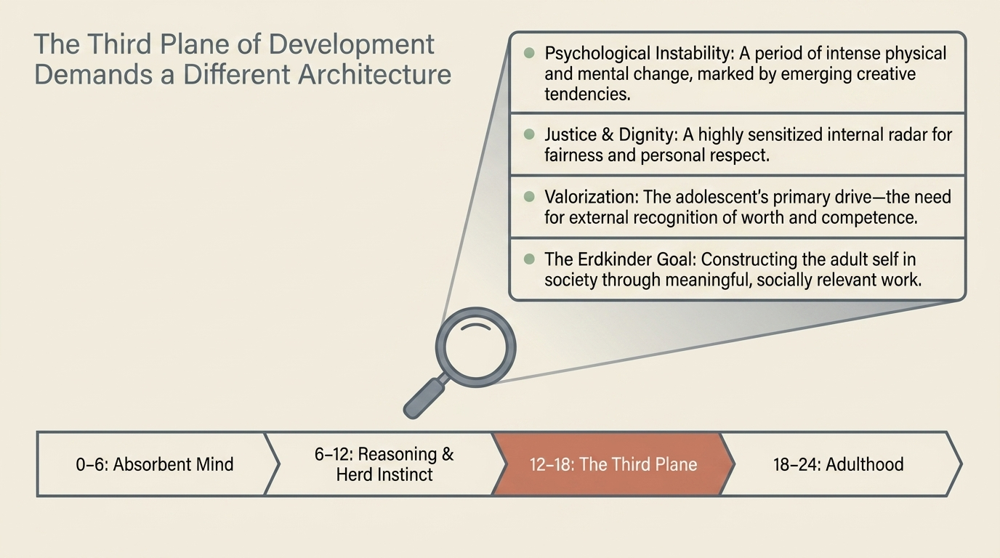 The Third Plane of Development
Demands a Different Architecture
Psychological Instability: A period of intense physical
and mental change, marked by emerging creative
tendencies.
Justice & Dignity: A highly sensitized internal radar for
fairness and personal respect.
Valorization: The adolescent’s primary drive—the need
for external recognition of worth and competence.
The Erdkinder Goal: Constructing the adult self in
society through meaningful, socially relevant work.
0–6: Absorbent Mind
6–12: Reasoning &
Herd Instinct
12–18: The Third Plane
18–24: Adulthood